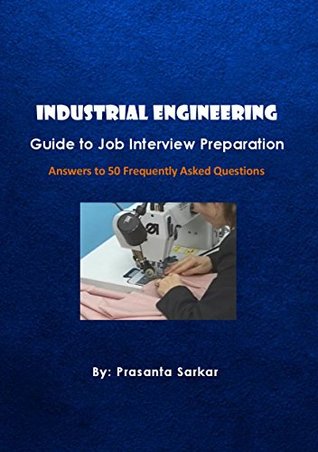 INDUSTRIAL ENGINEERING
Guide to Job Interview Preparation
Answers to 50 Frequently Asked Questions
By: Prasanta Sarkar